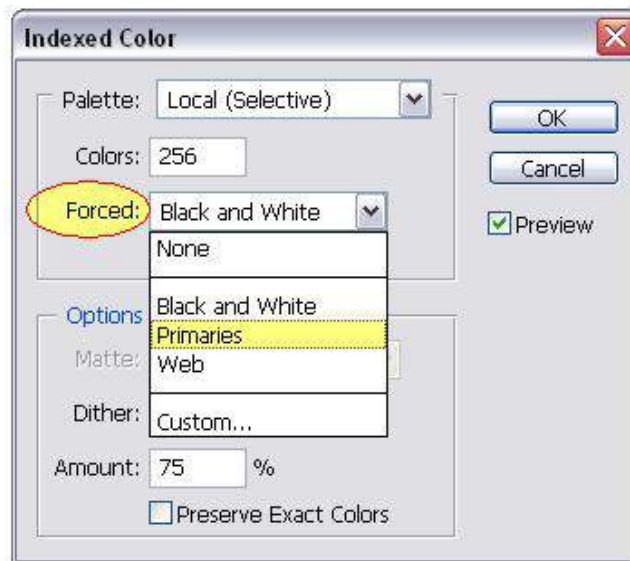 Indexed Color
Palette: Local (Selective)
OK
Colors: 256
Cancel
Forced: Black and White
Preview
None
Black and White
Options
Primaries
Matte:
Web
Dither:
Custom...
Amount: 75 %
Preserve Exact Colors